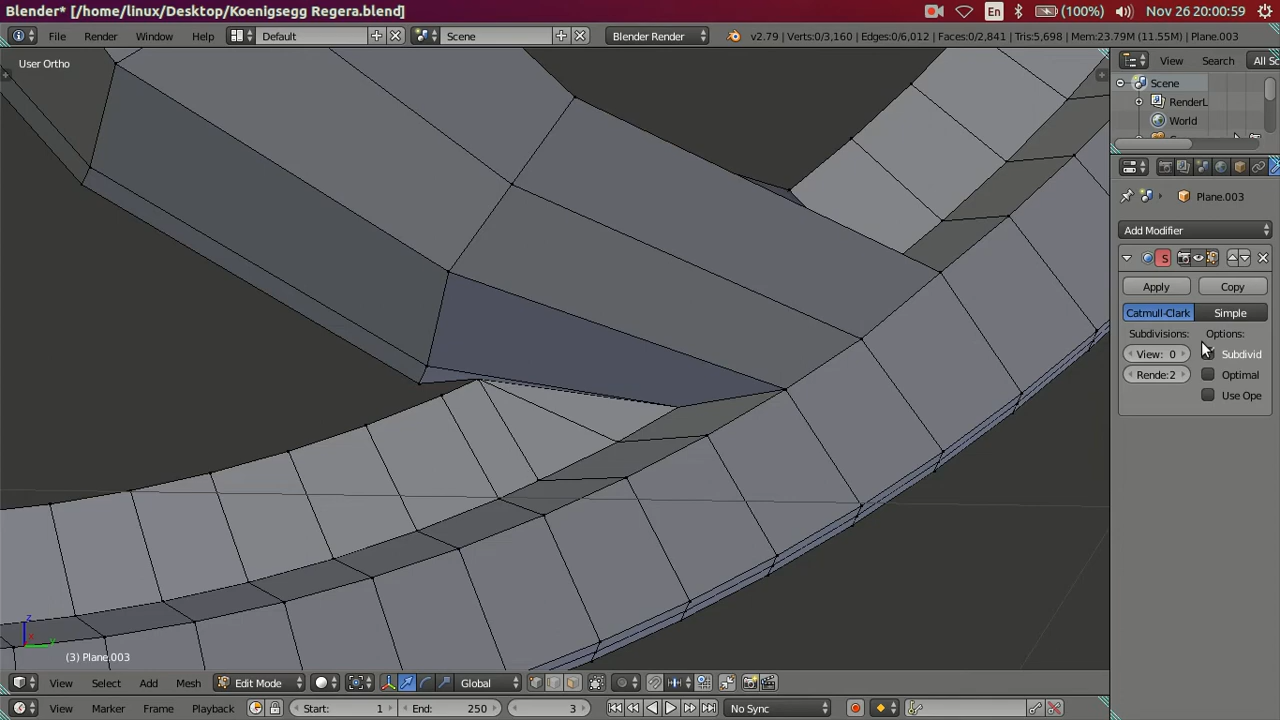 Blender* [/home/linux/Desktop/Koenigsegg Regera.blend]
En (100%) Nov 26 20:00:59
File Render Window Help Default Scene Blender Render v2.79 | Verts:0/3,160 | Edges:0/6,012 | Faces:0/2,841 | Tris:5,698 | Mem:23.79M (11.55M) | Plane.003
User Ortho
View Search All Sc
Scene
RenderL
World
Plane.003
Add Modifier
S
Apply Copy
Catmull-Clark Simple
Subdivisions: Options:
View: 0 Subdivid
Rende:2 Optimal
Use Ope
z
x y
(3) Plane.003
View Select Add Mesh Edit Mode Global
View Marker Frame Playback Start: 1 End: 250 3 No Sync